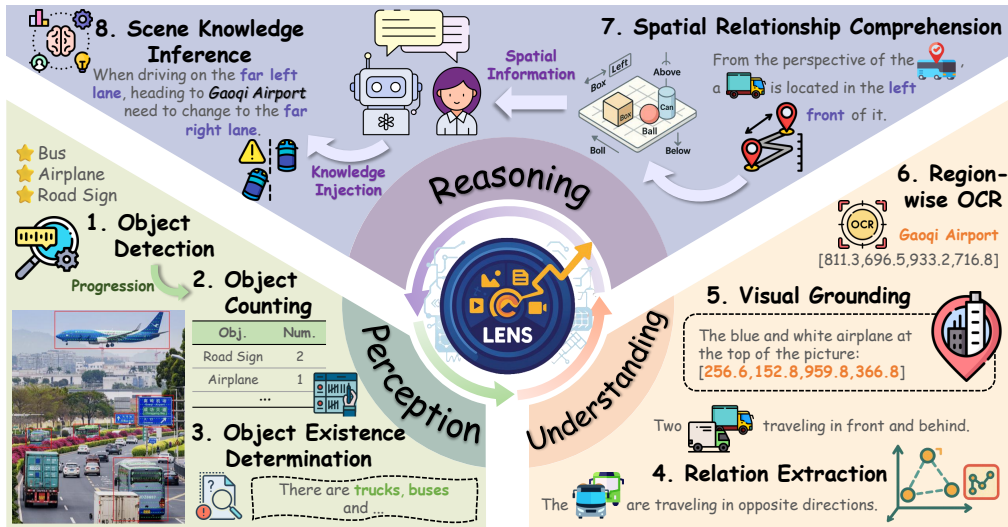 8. Scene Knowledge
Inference
When driving on the far left
lane, heading to Gaoqi Airport
need to change to the far
right lane.
Knowledge
Injection
Spatial
Information
7. Spatial Relationship Comprehension
From the perspective of the ,
a is located in the left
front of it.
Left
Box
Above
Box
Can
Ball
Boll
Below
Reasoning
Bus
Airplane
Road Sign
1. Object
Detection
Progression
2. Object
Counting
Obj. Num.
Road Sign 2
Airplane 1
...
3. Object Existence
Determination
There are trucks, buses
and ...
Perception
LENS
Understanding
6. Region-
wise OCR
OCR
Gaoqi Airport
[811.3,696.5,933.2,716.8]
5. Visual Grounding
The blue and white airplane at
the top of the picture:
[256.6,152.8,959.8,366.8]
Two traveling in front and behind.
4. Relation Extraction
The are traveling in opposite directions.